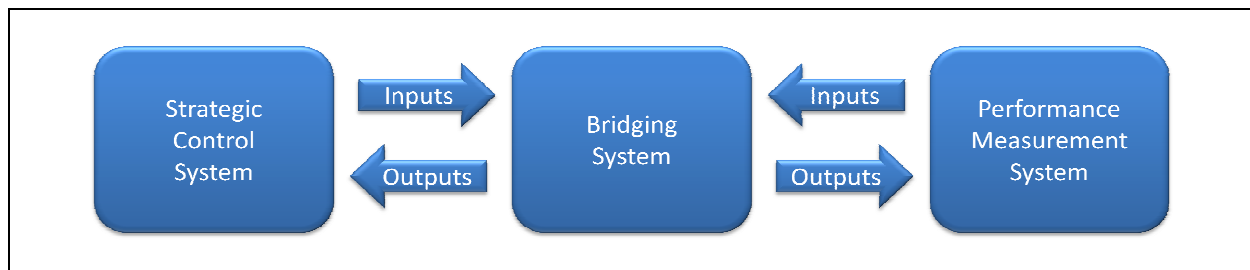 Strategic
Control
System
Inputs
Outputs
Bridging
System
Inputs
Outputs
Performance
Measurement
System